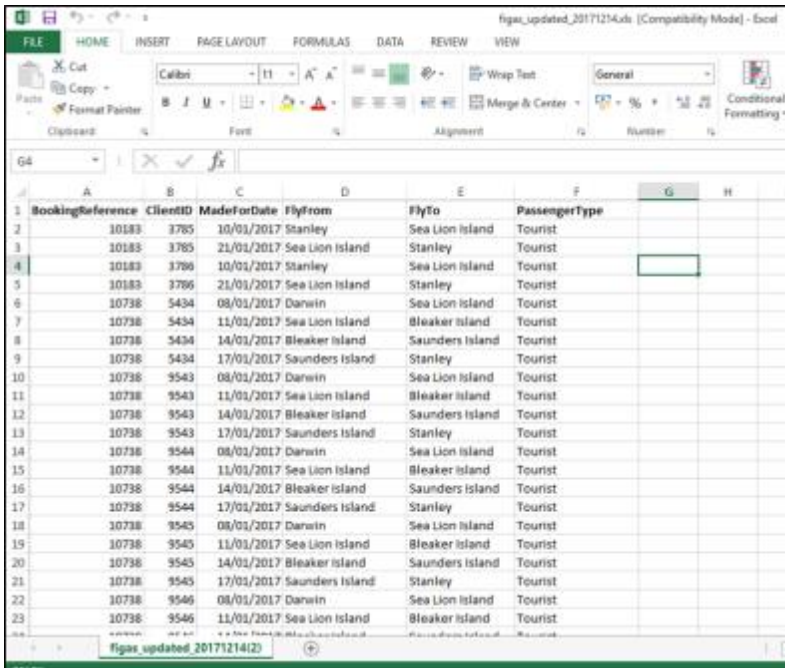 figas_updated_20171214.xls [Compatibility Mode] - Excel
FILE HOME INSERT PAGE LAYOUT FORMULAS DATA REVIEW VIEW
Cut
Copy
Format Painter
Paste
Calibri 11 A A
Wrap Text
General
B I U A
Merge & Center
% 
Conditional
Formatting
Clipboard Font Alignment Number
G4 fx
A B C D E F G H
1 BookingReference ClientID MadeForDate FlyFrom FlyTo PassengerType
2 10183 3785 10/01/2017 Stanley Sea Lion Island Tourist
3 10183 3785 21/01/2017 Sea Lion Island Stanley Tourist
4 10183 3786 10/01/2017 Stanley Sea Lion Island Tourist
5 10183 3786 21/01/2017 Sea Lion Island Stanley Tourist
6 10738 5434 08/01/2017 Darwin Sea Lion Island Tourist
7 10738 5434 11/01/2017 Sea Lion Island Bleaker Island Tourist
8 10738 5434 14/01/2017 Bleaker Island Saunders Island Tourist
9 10738 5434 17/01/2017 Saunders Island Stanley Tourist
10 10738 9543 08/01/2017 Darwin Sea Lion Island Tourist
11 10738 9543 11/01/2017 Sea Lion Island Bleaker Island Tourist
12 10738 9543 14/01/2017 Bleaker Island Saunders Island Tourist
13 10738 9543 17/01/2017 Saunders Island Stanley Tourist
14 10738 9544 08/01/2017 Darwin Sea Lion Island Tourist
15 10738 9544 11/01/2017 Sea Lion Island Bleaker Island Tourist
16 10738 9544 14/01/2017 Bleaker Island Saunders Island Tourist
17 10738 9544 17/01/2017 Saunders Island Stanley Tourist
18 10738 9545 08/01/2017 Darwin Sea Lion Island Tourist
19 10738 9545 11/01/2017 Sea Lion Island Bleaker Island Tourist
20 10738 9545 14/01/2017 Bleaker Island Saunders Island Tourist
21 10738 9545 17/01/2017 Saunders Island Stanley Tourist
22 10738 9546 08/01/2017 Darwin Sea Lion Island Tourist
23 10738 9546 11/01/2017 Sea Lion Island Bleaker Island Tourist
figas_updated_20171214(2)